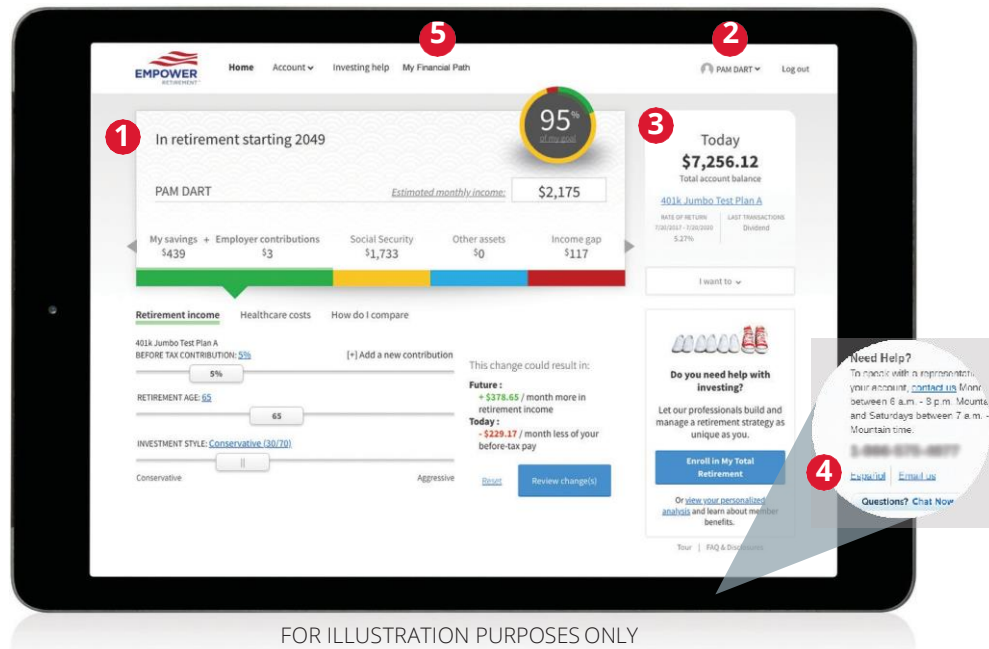 5
2
EMPOWER
RETIREMENT
Home Account Investing help My Financial Path PAM DART Log out
1
In retirement starting 2049
95%
of my goal
PAM DART Estimated monthly income: $2,175
My savings + Employer contributions Social Security Other assets Income gap
$439 $3 $1,733 $0 $117
3
Today
$7,256.12
Total account balance
401k Jumbo Test Plan A
RATE OF RETURN LAST TRANSACTIONS
7/20/2017 - 7/20/2020 Dividend
5.27%
I want to
Retirement income Healthcare costs How do I compare
401k Jumbo Test Plan A
BEFORE TAX CONTRIBUTION: 5% [+] Add a new contribution
5%
RETIREMENT AGE: 65
65
INVESTMENT STYLE: Conservative (30/70)
Conservative Aggressive
This change could result in:
Future :
+ $378.65 / month more in
retirement income
Today :
- $229.17 / month less of your
before-tax pay
Reset Review change(s)
Do you need help with
investing?
Let our professionals build and
manage a retirement strategy as
unique as you.
Enroll in My Total
Retirement
Or view your personalized
analysis and learn about member
benefits.
Tour | FAQ &
Need Help?
To speak with a
your account, contact us
between 6 a.m. - 8 p.m.
and Saturdays between 7 a.m. -
Mountain time.
4
Español Email us
Questions? Chat Now
FOR ILLUSTRATION PURPOSES ONLY